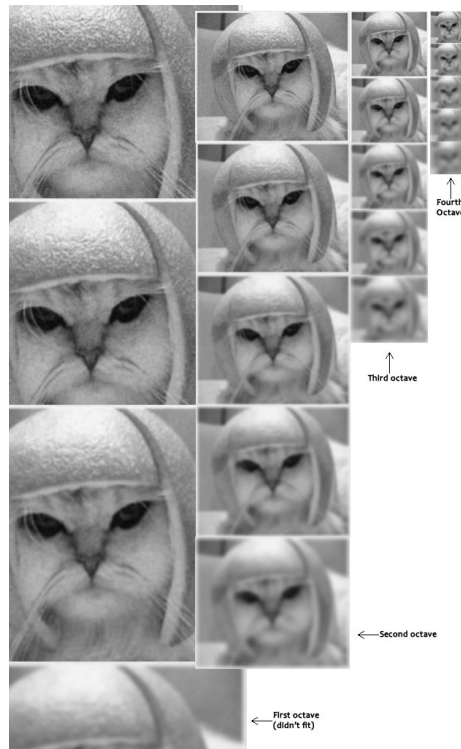 Fourth
Octave
Third octave
Second octave
First octave
(didn't fit)